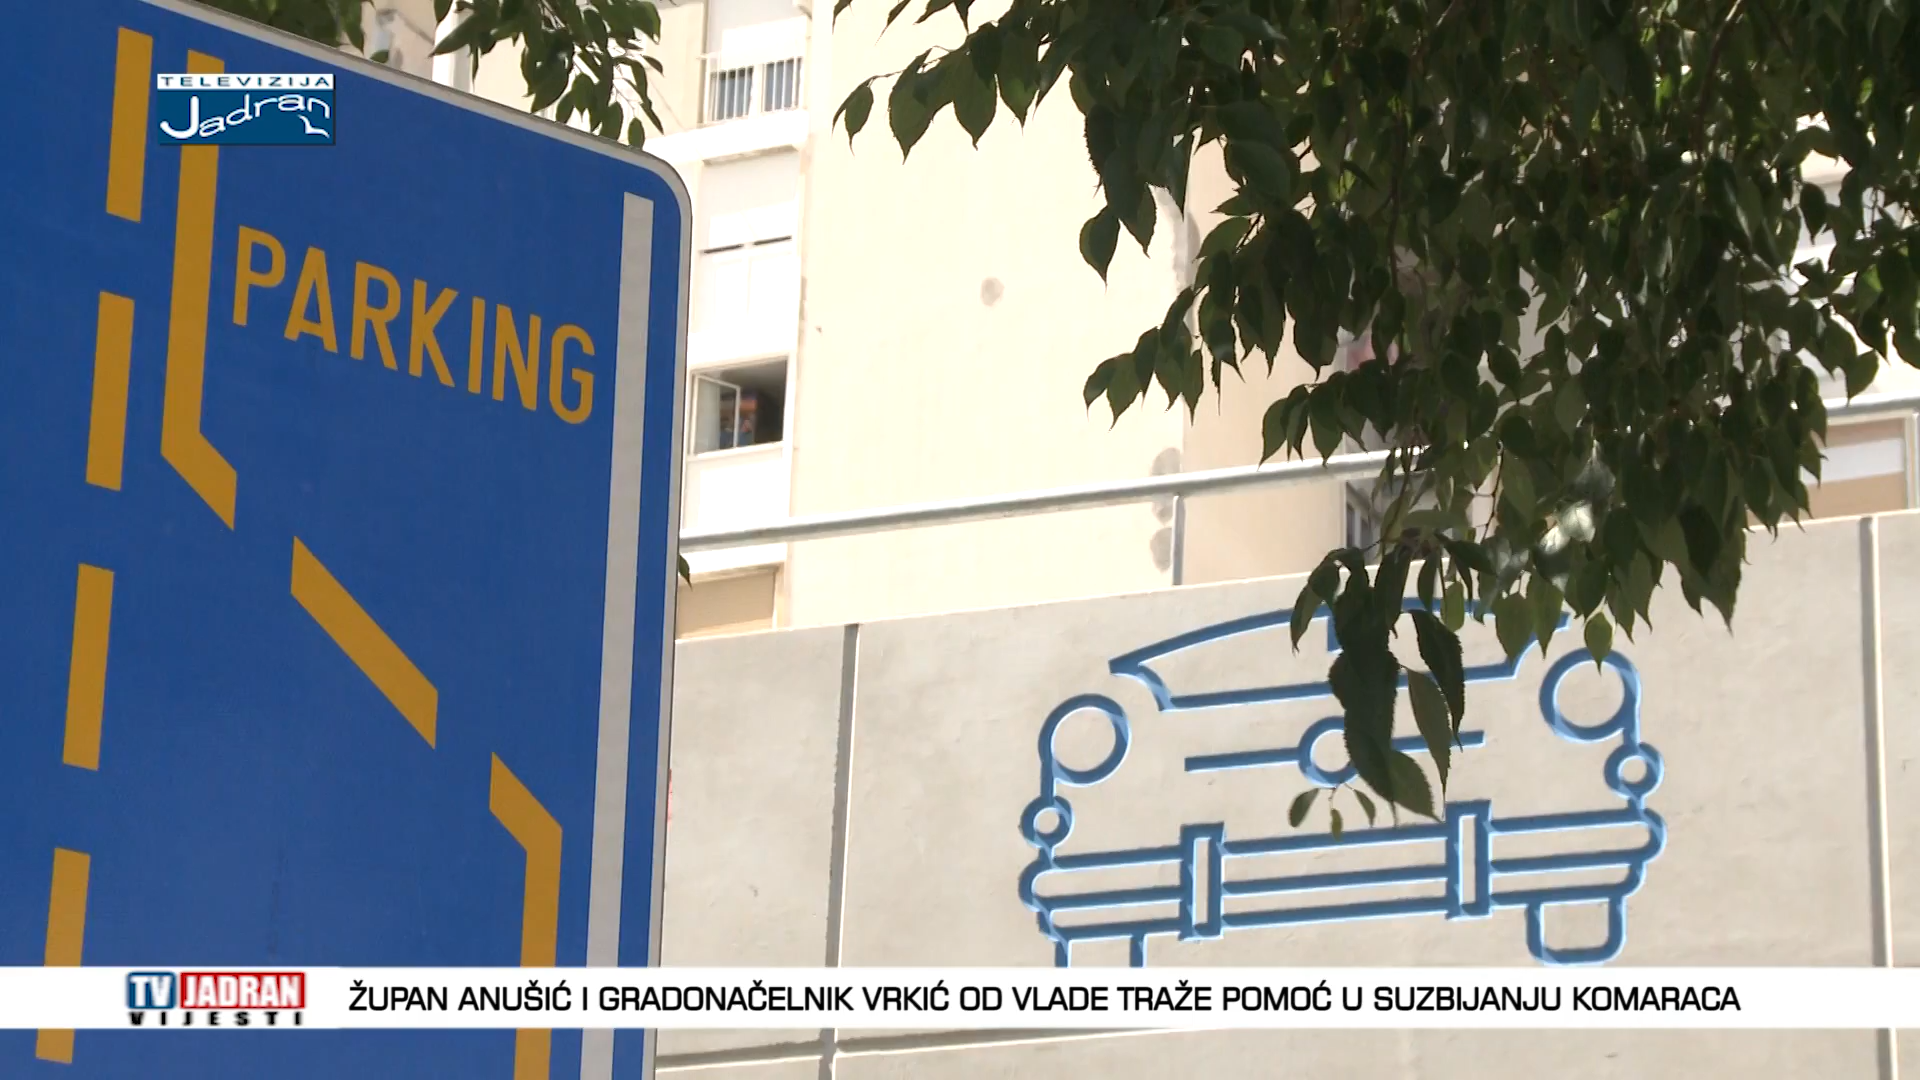 TELEVIZIJA
Jadran
PARKING
TV JADRAN
VIJESTI
ŽUPAN ANUŠIĆ I GRADONAČELNIK VRKIĆ OD VLADE TRAŽE POMOĆ U SUZBIJANJU KOMARACA